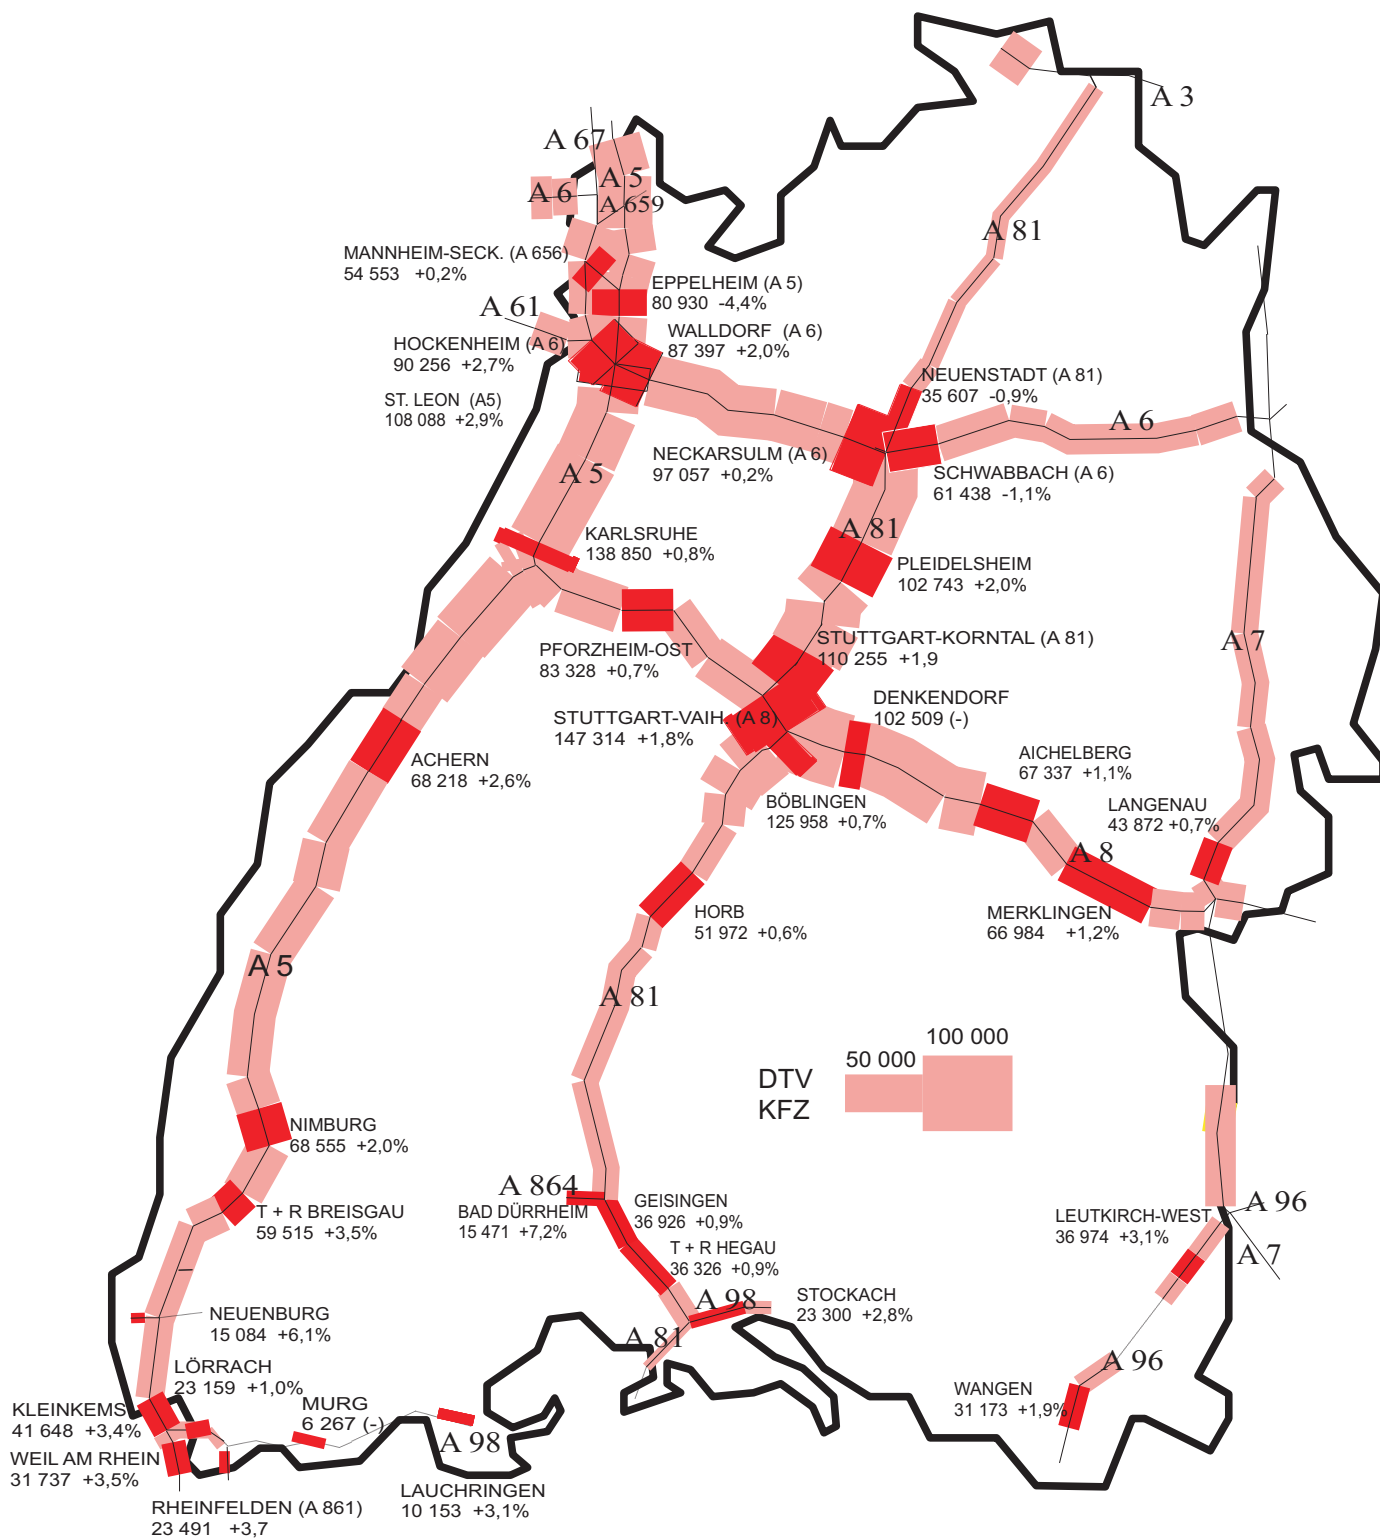 A 3
A 67
A 5
A 6
A 659
A 81
MANNHEIM-SECK. (A 656)
54 553 +0,2%
EPPELHEIM (A 5)
80 930 -4,4%
A 61
WALLDORF (A 6)
87 397 +2,0%
HOCKENHEIM (A 6)
90 256 +2,7%
NEUENSTADT (A 81)
35 607 -0,9%
ST. LEON (A5)
108 088 +2,9%
A 6
NECKARSULM (A 6)
97 057 +0,2%
SCHWABBACH (A 6)
61 438 -1,1%
A 5
A 81
KARLSRUHE
138 850 +0,8%
PLEIDELSHEIM
102 743 +2,0%
PFORZHEIM-OST
83 328 +0,7%
STUTTGART-KORNTAL (A 81)
110 255 +1,9
A 7
DENKENDORF
102 509 (-)
STUTTGART-VAIH. (A 8)
147 314 +1,8%
ACHERN
68 218 +2,6%
AICHELBERG
67 337 +1,1%
BÖBLINGEN
125 958 +0,7%
LANGENAU
43 872 +0,7%
A 8
HORB
51 972 +0,6%
MERKLINGEN
66 984 +1,2%
A 5
A 81
100 000
50 000
DTV
KFZ
NIMBURG
68 555 +2,0%
A 864
BAD DÜRRHEIM
15 471 +7,2%
GEISINGEN
36 926 +0,9%
T + R BREISGAU
59 515 +3,5%
T + R HEGAU
36 326 +0,9%
A 96
LEUTKIRCH-WEST
36 974 +3,1%
A 7
A 98
STOCKACH
23 300 +2,8%
NEUENBURG
15 084 +6,1%
A 81
LÖRRACH
23 159 +1,0%
A 96
WANGEN
31 173 +1,9%
KLEINKEMS
41 648 +3,4%
MURG
6 267 (-)
A 98
WEIL AM RHEIN
31 737 +3,5%
LAUCHRINGEN
10 153 +3,1%
RHEINFELDEN (A 861)
23 491 +3,7